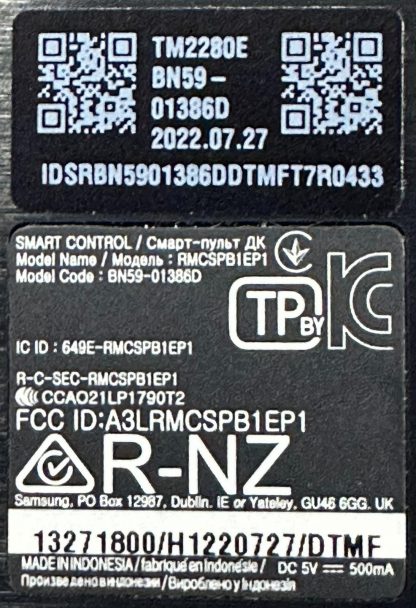 TM2280E
BN59-
01386D
2022.07.27
IDSRBN5901386DDTMFT7R0433
SMART CONTROL / Смарт-пульт ДК
Model Name / Модель : RMCSPB1EP1
Model Code : BN59-01386D
TP BY
IC ID : 649E-RMCSPB1EP1
R-C-SEC-RMCSPB1EP1
CCAO21LP1790T2
FCC ID:A3LRMCSPB1EP1
R-NZ
Samsung, PO Box 12987, Dublin. IE or Yateley, GU46 6GG. UK
13271800/H1220727/DTMF
MADE IN INDONESIA / fabriqué en Indonésie / DC 5V 500mA
Произведено в Индонезии / Вироблено у Індонезія